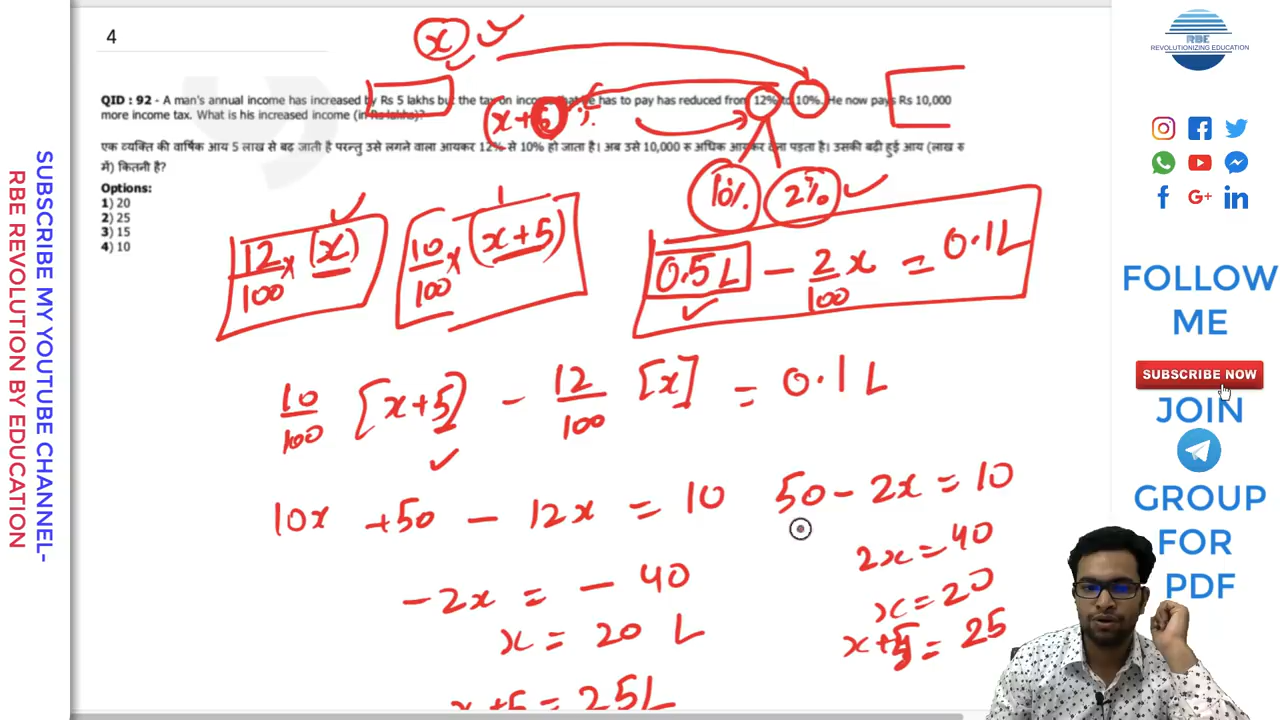 4
x
QID : 92 - A man's annual income has increased by Rs 5 lakhs but the tax on income that he has to pay has reduced from 12% to 10%. He now pays Rs 10,000
more income tax. What is his increased income (in Rs lakhs)?
(x+5)
एक व्यक्ति की वार्षिक आय 5 लाख से बढ़ जाती है परन्तु उसे लगने वाला आयकर 12% से 10% हो जाता है। अब उसे 10,000 रु अधिक आयकर देना पड़ता है। उसकी बढ़ी हुई आय (लाख रु
में) कितनी है?
Options:
1) 20
2) 25
3) 15
4) 10
10% 2%
12/100 × (x) 10/100 × (x+5) 0.5L - 2/100 x = 0.1L
10/100 [x+5] - 12/100 [x] = 0.1 L
10x + 50 - 12x = 10
-2x = - 40
x = 20 L
x+5 = 25L
50 - 2x = 10
2x = 40
x = 20
x+5 = 25
SUBSCRIBE MY YOUTUBE CHANNEL-
RBE REVOLUTION BY EDUCATION
RBE
REVOLUTIONIZING EDUCATION
FOLLOW
ME
SUBSCRIBE NOW
JOIN
GROUP
FOR
PDF